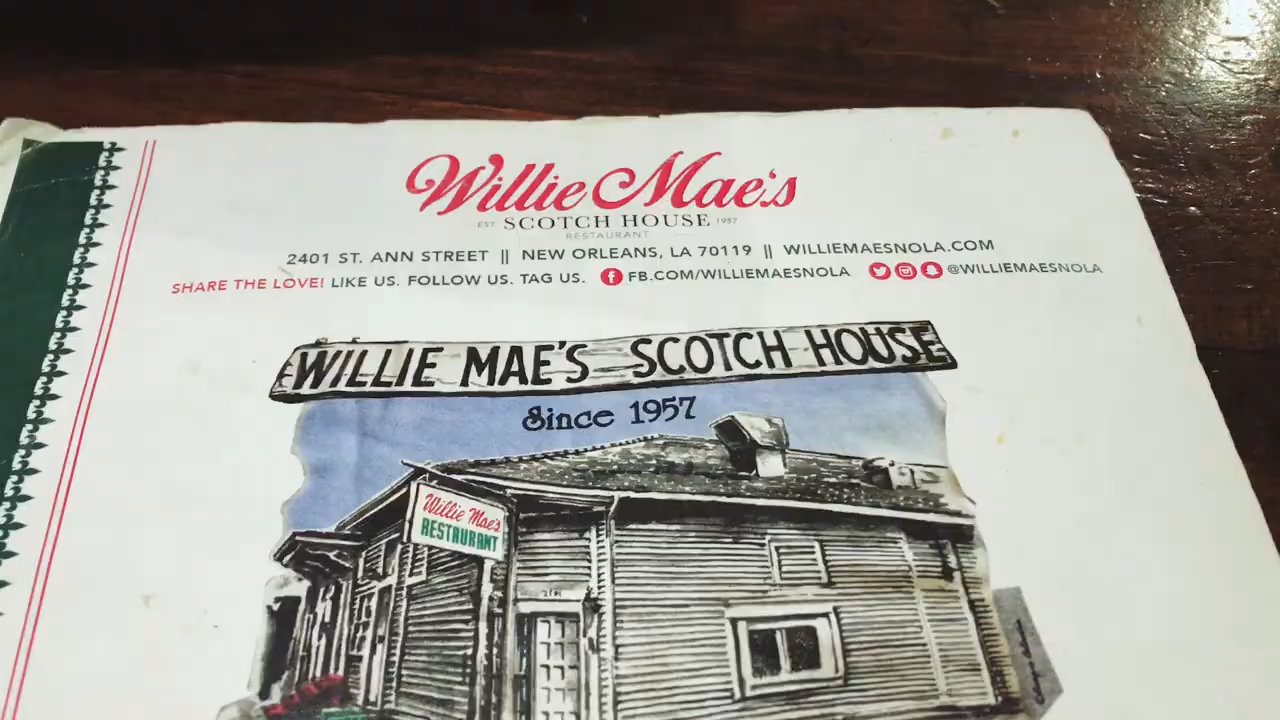 Willie Mae's
EST. SCOTCH HOUSE 1957
RESTAURANT
2401 ST. ANN STREET || NEW ORLEANS, LA 70119 || WILLIEMAESNOLA.COM
SHARE THE LOVE! LIKE US. FOLLOW US. TAG US. f FB.COM/WILLIEMAESNOLA @WILLIEMAESNOLA
WILLIE MAE'S SCOTCH HOUSE
Since 1957
Willie Mae's
RESTAURANT